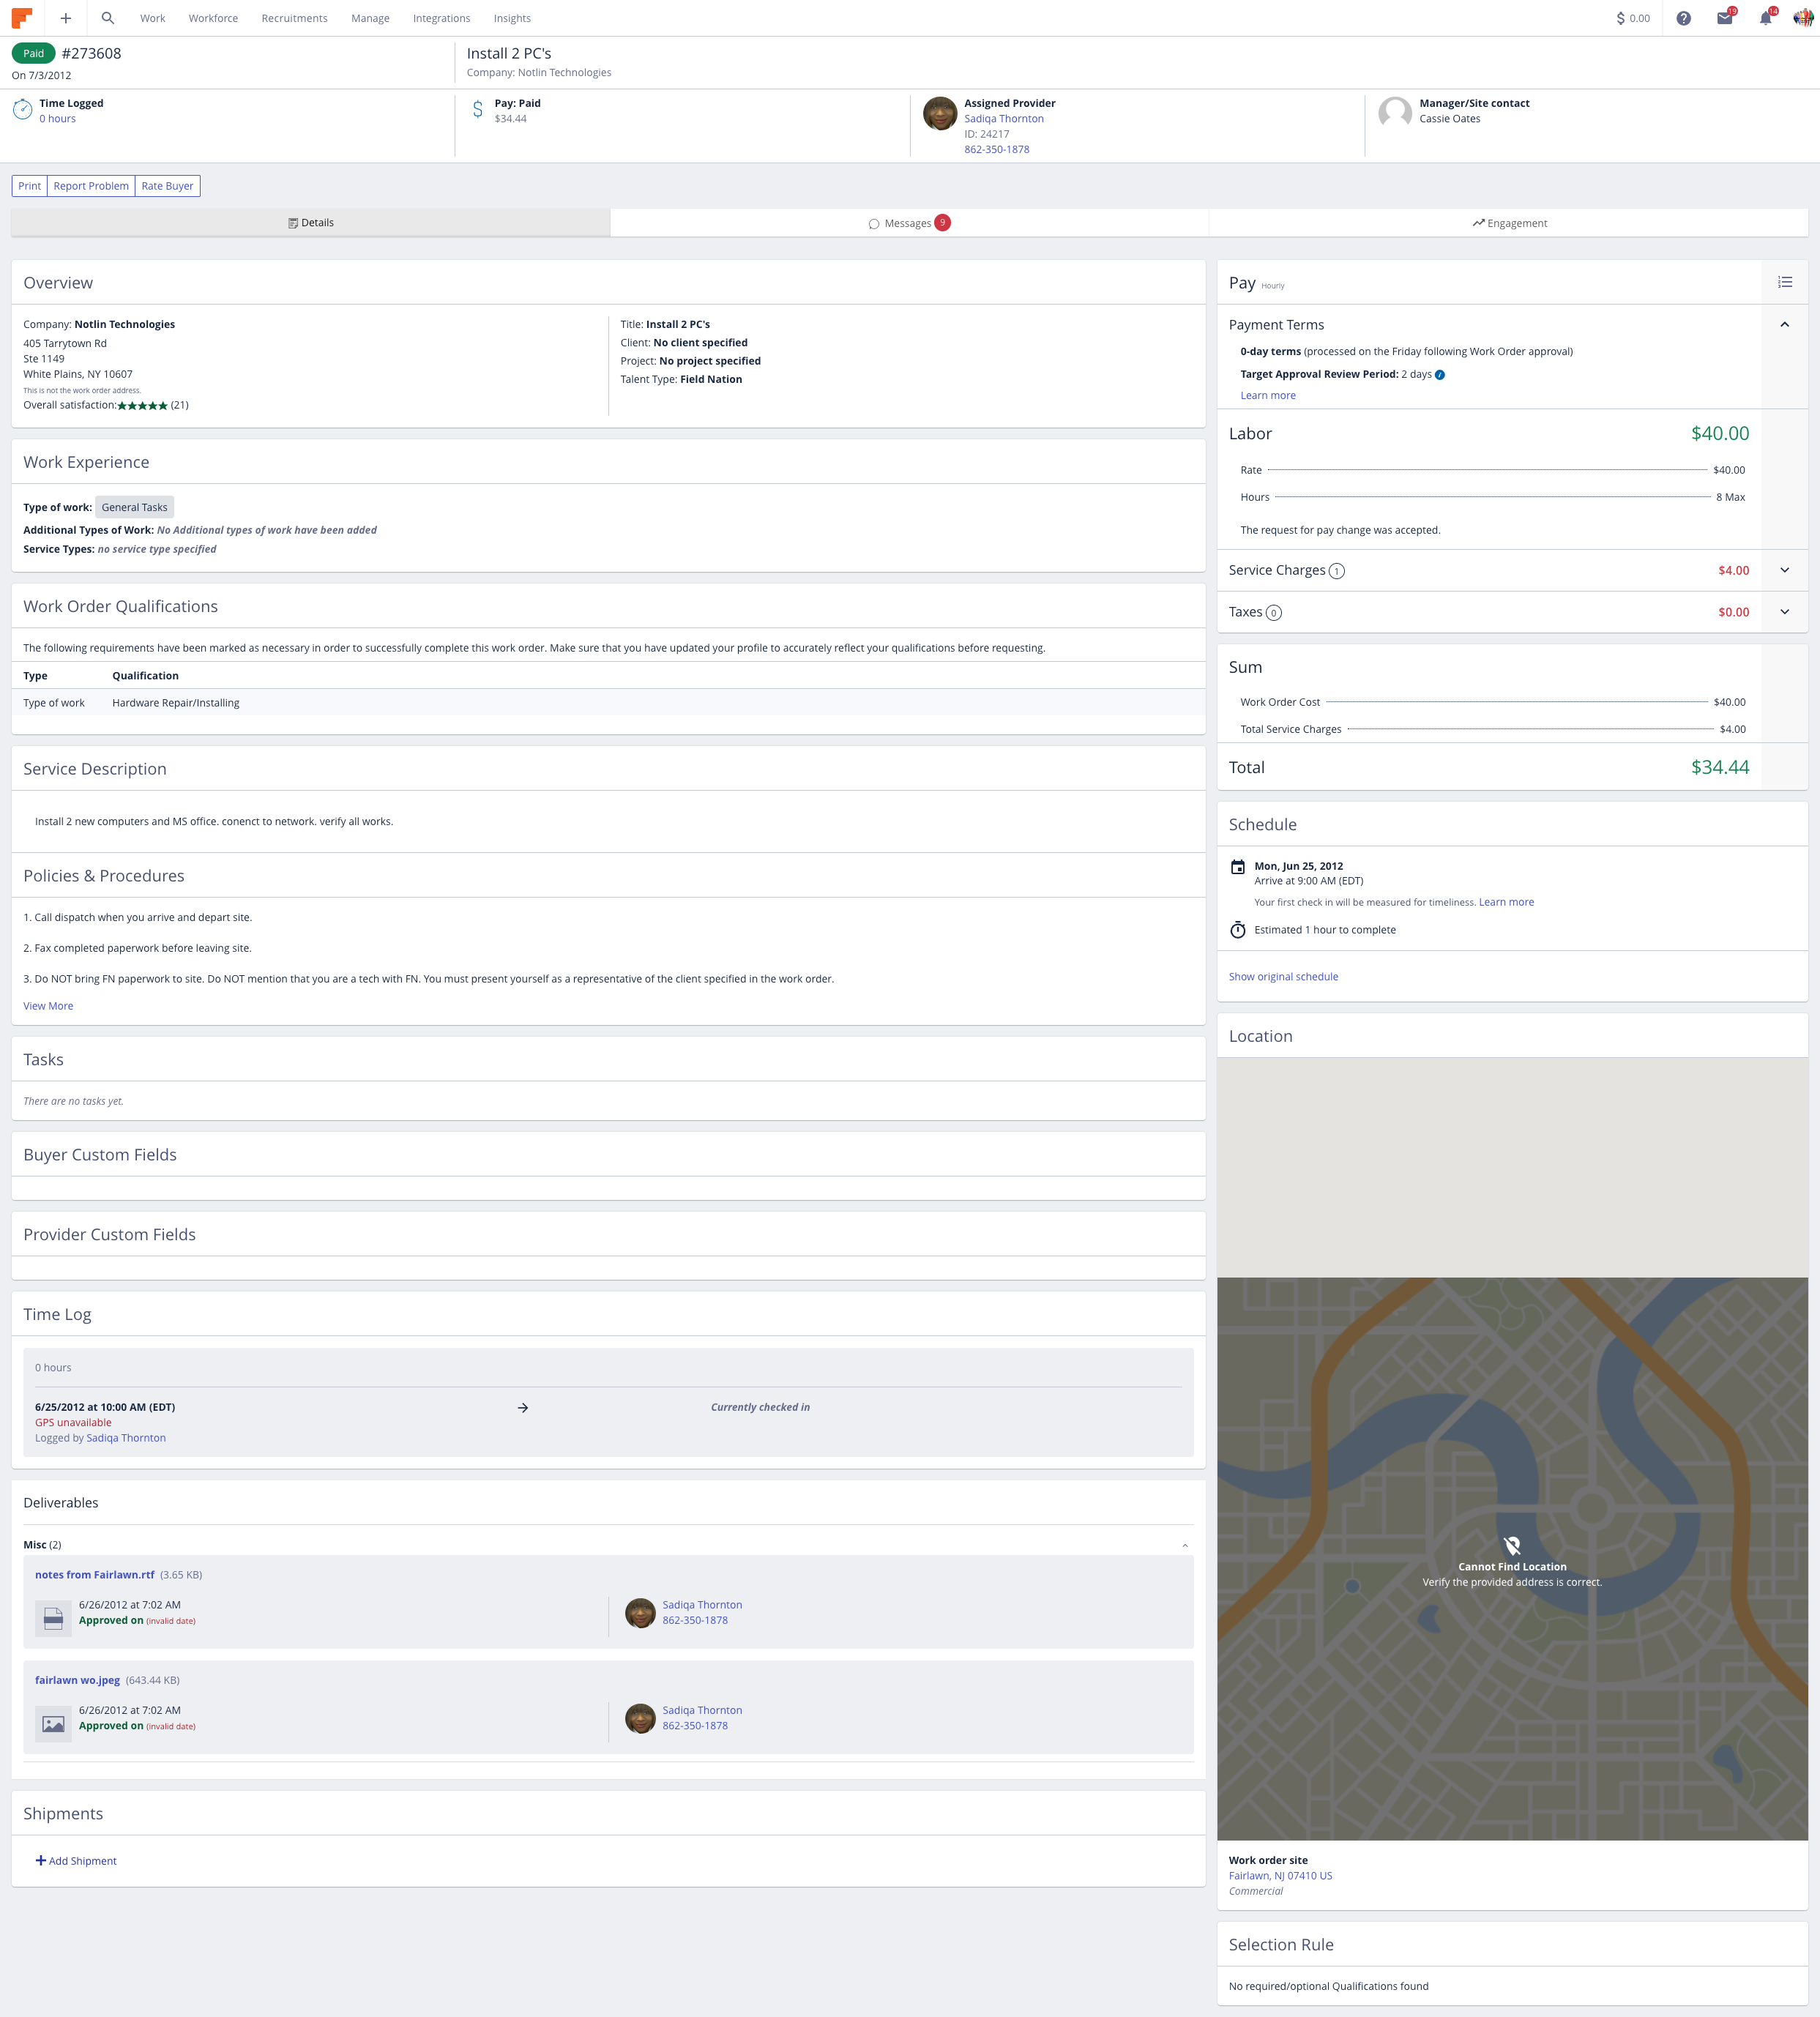 Work Workforce Recruitments Manage Integrations Insights
$ 0.00
19
14
Paid #273608
On 7/3/2012
Install 2 PC's
Company: Notlin Technologies
Time Logged
0 hours
Pay: Paid
$34.44
Assigned Provider
Sadiqa Thornton
ID: 24217
862-350-1878
Manager/Site contact
Cassie Oates
Print Report Problem Rate Buyer
Details
Messages 9
Engagement
Overview
Company: Notlin Technologies
405 Tarrytown Rd
Ste 1149
White Plains, NY 10607
This is not the work order address.
Overall satisfaction:★★★★★ (21)
Title: Install 2 PC's
Client: No client specified
Project: No project specified
Talent Type: Field Nation
Work Experience
Type of work: General Tasks
Additional Types of Work: No Additional types of work have been added
Service Types: no service type specified
Work Order Qualifications
The following requirements have been marked as necessary in order to successfully complete this work order. Make sure that you have updated your profile to accurately reflect your qualifications before requesting.
Type Qualification
Type of work Hardware Repair/Installing
Service Description
Install 2 new computers and MS office. conenct to network. verify all works.
Policies & Procedures
1. Call dispatch when you arrive and depart site.
2. Fax completed paperwork before leaving site.
3. Do NOT bring FN paperwork to site. Do NOT mention that you are a tech with FN. You must present yourself as a representative of the client specified in the work order.
View More
Tasks
There are no tasks yet.
Buyer Custom Fields
Provider Custom Fields
Time Log
0 hours
6/25/2012 at 10:00 AM (EDT)
Currently checked in
GPS unavailable
Logged by Sadiqa Thornton
Deliverables
Misc (2)
notes from Fairlawn.rtf (3.65 KB)
6/26/2012 at 7:02 AM
Approved on (invalid date)
Sadiqa Thornton
862-350-1878
fairlawn wo.jpeg (643.44 KB)
6/26/2012 at 7:02 AM
Approved on (invalid date)
Sadiqa Thornton
862-350-1878
Shipments
Add Shipment
Pay Hourly
Payment Terms
0-day terms (processed on the Friday following Work Order approval)
Target Approval Review Period: 2 days
Learn more
Labor $40.00
Rate $40.00
Hours 8 Max
The request for pay change was accepted.
Service Charges 1 $4.00
Taxes 0 $0.00
Sum
Work Order Cost $40.00
Total Service Charges $4.00
Total $34.44
Schedule
Mon, Jun 25, 2012
Arrive at 9:00 AM (EDT)
Your first check in will be measured for timeliness. Learn more
Estimated 1 hour to complete
Show original schedule
Location
Cannot Find Location
Verify the provided address is correct.
Work order site
Fairlawn, NJ 07410 US
Commercial
Selection Rule
No required/optional Qualifications found